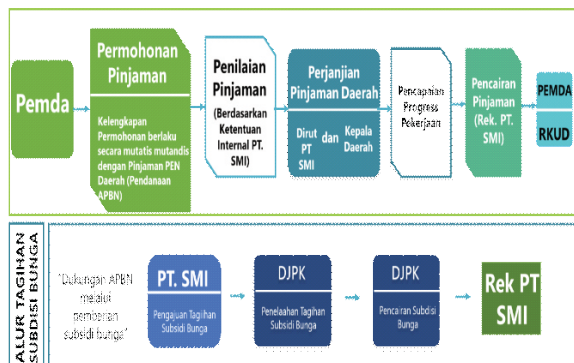 Pemda
Permohonan
Pinjaman
Kelengkapan
Permohonan berlaku
secara mutatis mutandis
dengan Pinjaman PEN
Daerah (Pendanaan
APBN)
Penilaian
Pinjaman
(Berdasarkan
Ketentuan
Internal PT.
SMI)
Perjanjian
Pinjaman Daerah
Dirut
PT
SMI
dan
Kepala
Daerah
Pencapaian
Progress
Pekerjaan
Pencairan
Pinjaman
(Rek. PT.
SMI)
PEMDA
RKUD
ALUR TAGIHAN
SUBDISI BUNGA
"Dukungan APBN
melalui
pemberian
subsidi bunga"
PT. SMI
Pengajuan Tagihan
Subsidi Bunga
DJPK
Penelaahan Tagihan
Subsidi Bunga
DJPK
Pencairan Subdisi
Bunga
Rek PT
SMI